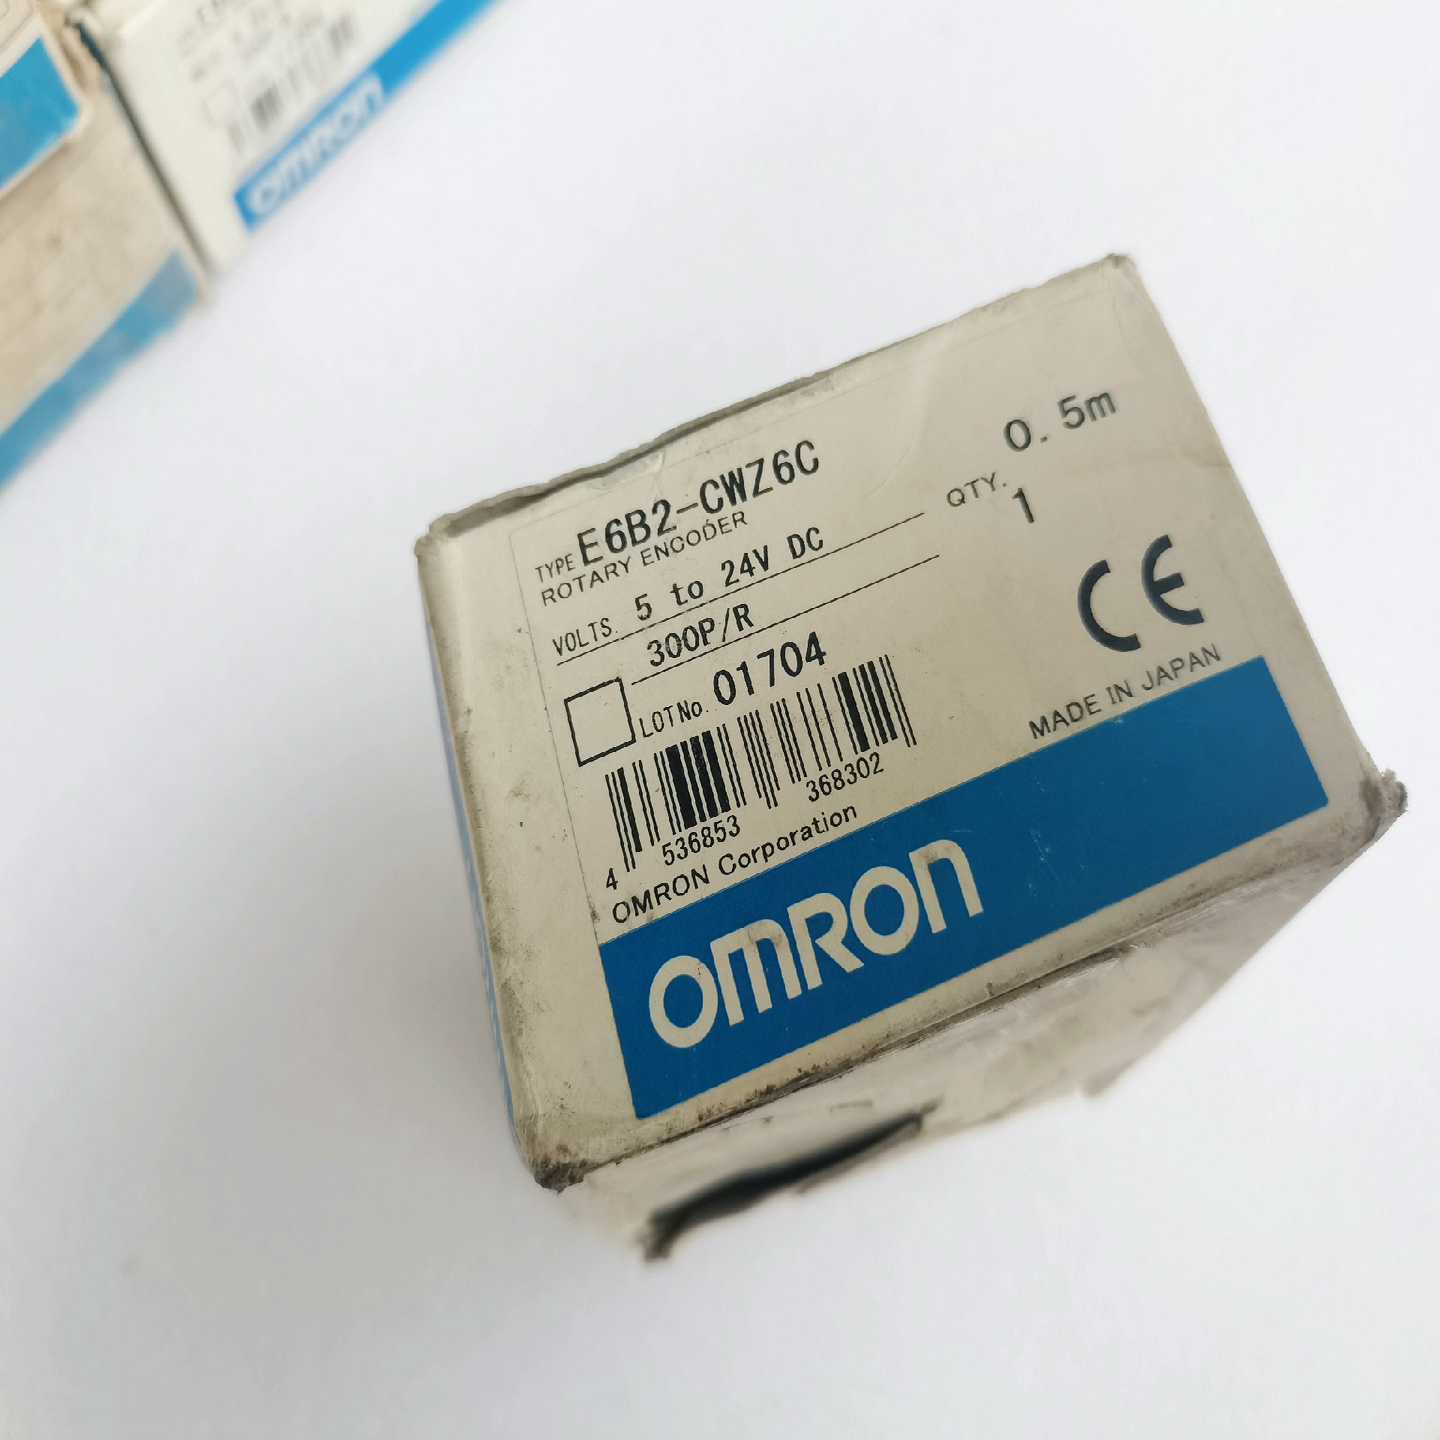 OMRON
TYPE E6B2-CWZ6C 0.5m
ROTARY ENCODER
QTY.
VOLTS. 5 to 24V DC 1
300P/R
LOT No. 01704
CE
4 536853 368302
MADE IN JAPAN
OMRON Corporation
OMRON